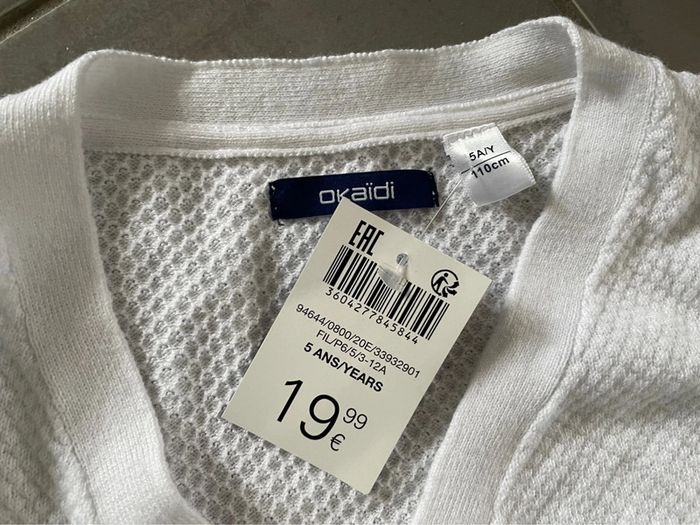 okaïdi
5A/Y
110cm
EAC
3604277845844
94644/0800/20E/33932901
FIL/P6/5/3-12A
5 ANS/YEARS
19,99
€